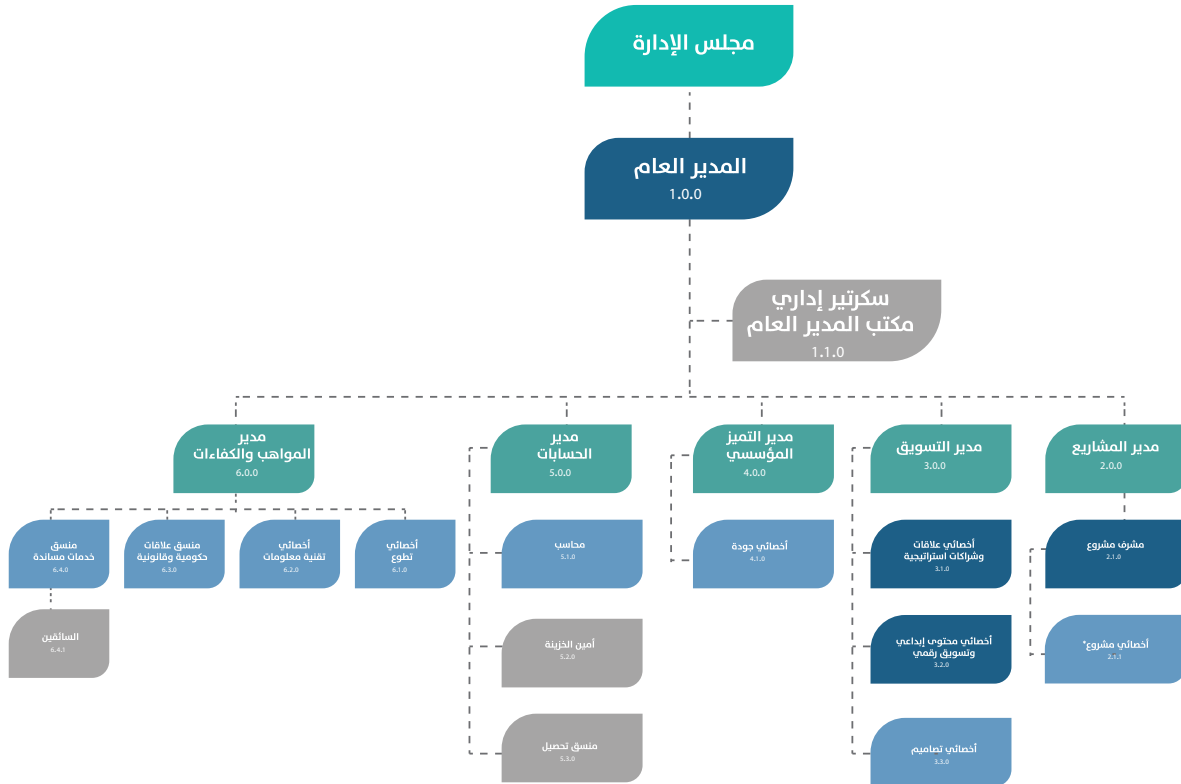 مجلس الإدارة
المدير العام
1.0.0
سكرتير إداري
مكتب المدير العام
1.1.0
مدير المشاريع
2.0.0
مدير التسويق
3.0.0
مدير التميز
المؤسسي
4.0.0
مدير
الحسابات
5.0.0
مدير
المواهب والكفاءات
6.0.0
مشرف مشروع
2.1.0
أخصائي علاقات
وشراكات استراتيجية
3.1.0
أخصائي جودة
4.1.0
محاسب
5.1.0
أخصائي
تطوع
6.1.0
أخصائي
تقنية معلومات
6.2.0
منسق علاقات
حكومية وقانونية
6.3.0
منسق
خدمات مساندة
6.4.0
أخصائي مشروع*
2.1.1
أخصائي محتوى إبداعي
وتسويق رقمي
3.2.0
أمين الخزينة
5.2.0
السائقين
6.4.1
أخصائي تصاميم
3.3.0
منسق تحصيل
5.3.0